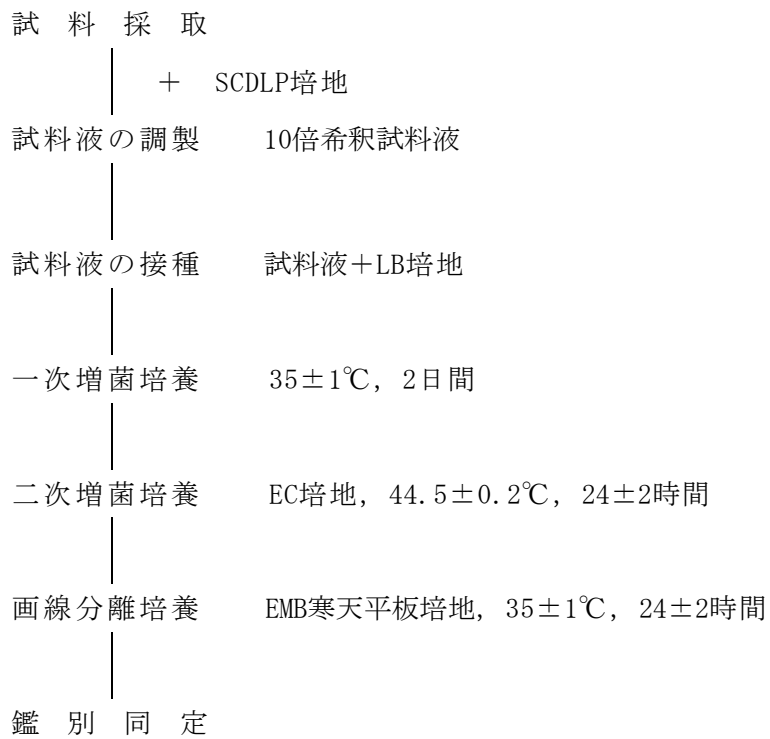 試料採取
＋ SCDLP培地
試料液の調製 10倍希釈試料液
試料液の接種 試料液＋LB培地
一次増菌培養 35±1℃, 2日間
二次増菌培養 EC培地, 44.5±0.2℃, 24±2時間
画線分離培養 EMB寒天平板培地, 35±1℃, 24±2時間
鑑別同定